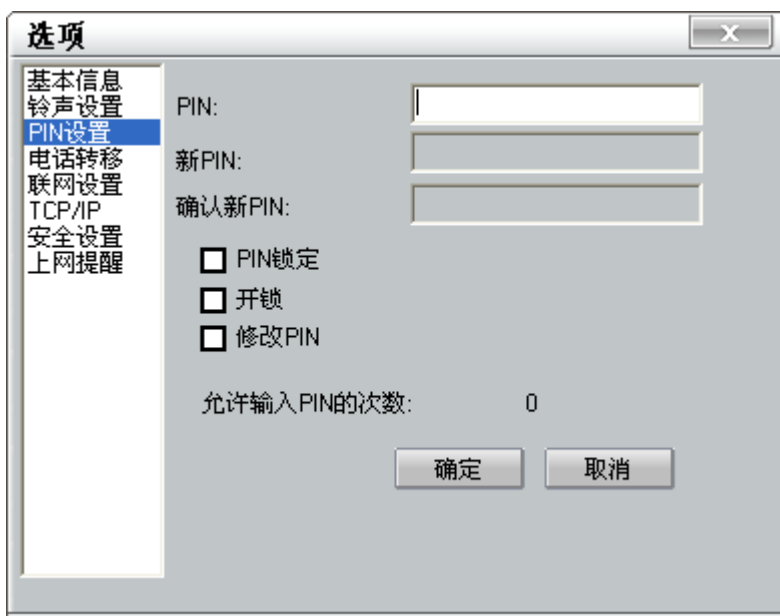 选项
x
基本信息
铃声设置
PIN设置
电话转移
联网设置
TCP/IP
安全设置
上网提醒
PIN:
新PIN:
确认新PIN:
PIN锁定
开锁
修改PIN
允许输入PIN的次数: 0
确定 取消